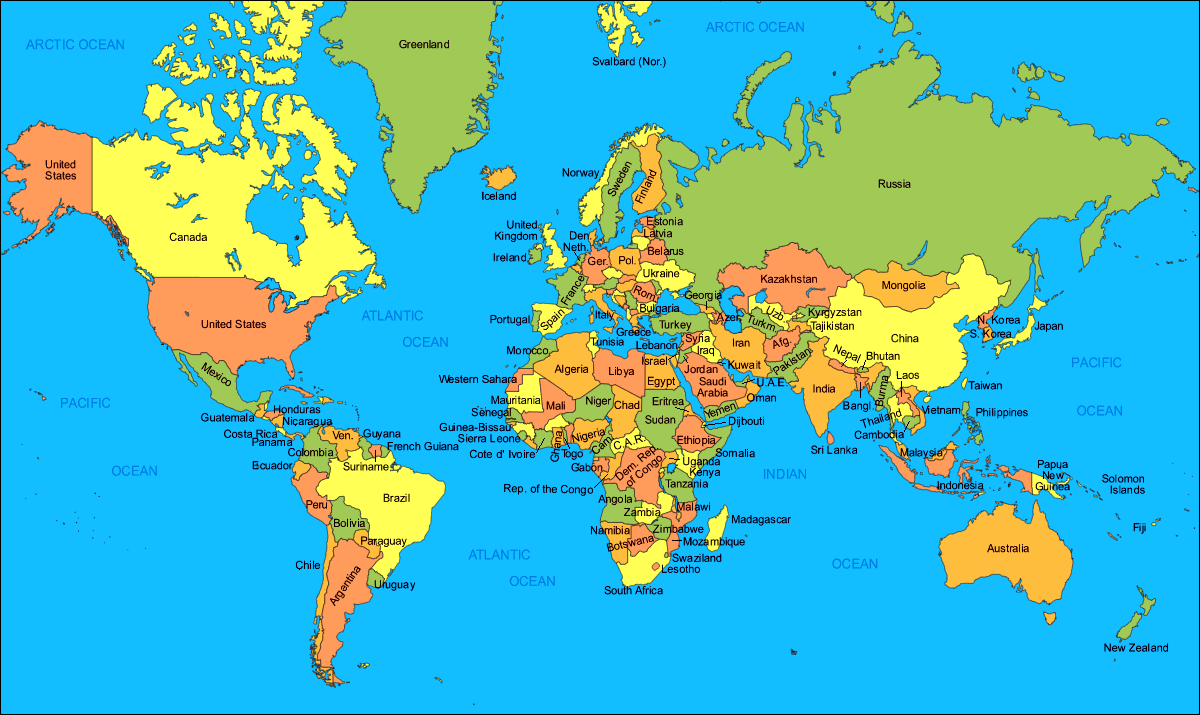 ARCTIC OCEAN
Greenland
Svalbard (Nor.)
ARCTIC OCEAN
United
States
Canada
Iceland
Norway
Sweden
Finland
Russia
United
Kingdom
Ireland
Den.
Neth.
Estonia
Latvia
Belarus
Ger.
Pol.
Ukraine
France
Rom.
Bulgaria
Portugal
Spain
Italy
Greece
Georgia
Azer.
Turkey
Kazakhstan
Mongolia
Uzb.
Turkm.
Kyrgyzstan
Tajikistan
China
N. Korea
S. Korea
Japan
United States
ATLANTIC
OCEAN
PACIFIC
OCEAN
Mexico
Morocco
Tunisia
Algeria
Libya
Egypt
Western Sahara
Mauritania
Mali
Niger
Chad
Sudan
Lebanon
Israel
Syria
Iraq
Jordan
Saudi
Arabia
Kuwait
Iran
Afg.
Pakistan
U.A.E.
Oman
Yemen
Eritrea
Djibouti
Nepal
Bhutan
India
Bangl.
Burma
Laos
Thailand
Vietnam
Cambodia
Taiwan
Philippines
Sri Lanka
Malaysia
Indonesia
Papua
New
Guinea
Solomon
Islands
Fiji
PACIFIC
OCEAN
Guatemala
Honduras
Nicaragua
Costa Rica
Panama
Colombia
Ven.
Guyana
French Guiana
Suriname
Ecuador
Peru
Brazil
Bolivia
Paraguay
Chile
Argentina
Uruguay
Senegal
Guinea-Bissau
Sierra Leone
Cote d' Ivoire
Ghana
Togo
Nigeria
Cam.
C.A.R.
Ethiopia
Somalia
Gabon
Rep. of the Congo
Dem. Rep.
of Congo
Uganda
Kenya
Tanzania
Angola
Zambia
Malawi
Namibia
Botswana
Zimbabwe
Mozambique
Swaziland
Lesotho
South Africa
Madagascar
ATLANTIC
OCEAN
INDIAN
OCEAN
Australia
New Zealand